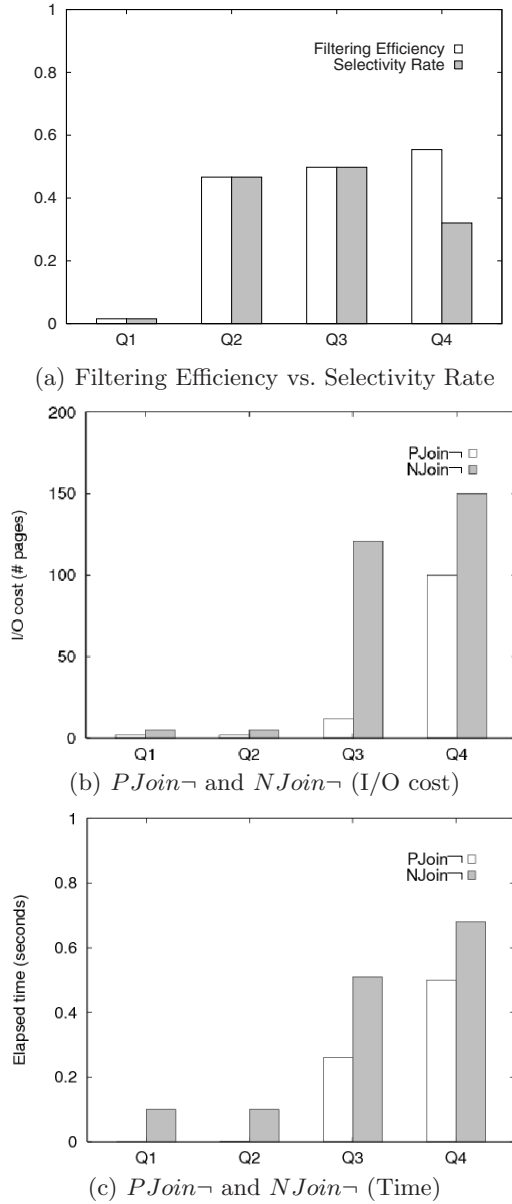 1
0.8
0.6
0.4
0.2
0
Filtering Efficiency
Selectivity Rate
Q1 Q2 Q3 Q4
(a) Filtering Efficiency vs. Selectivity Rate
200
150
100
50
0
I/O cost (# pages)
PJoin¬
NJoin¬
Q1 Q2 Q3 Q4
(b) PJoin¬ and NJoin¬ (I/O cost)
1
0.8
0.6
0.4
0.2
0
Elapsed time (seconds)
PJoin¬
NJoin¬
Q1 Q2 Q3 Q4
(c) PJoin¬ and NJoin¬ (Time)